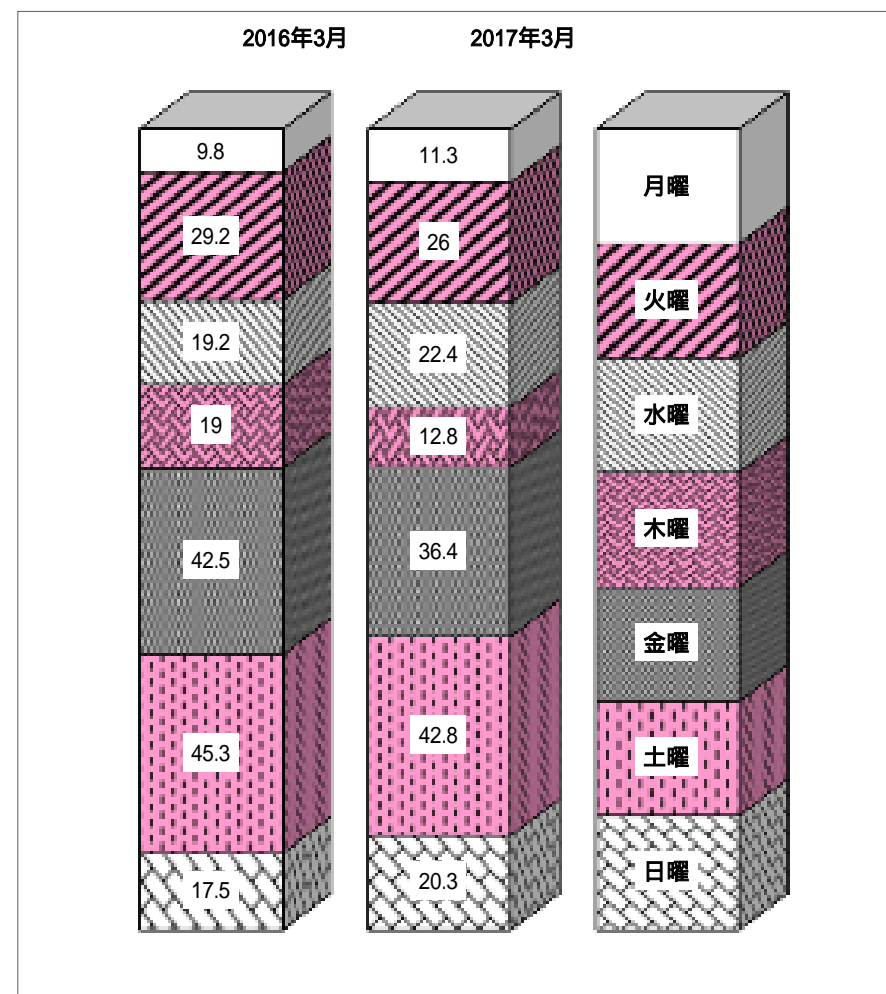 2016年3月 2017年3月
9.8 11.3 月曜
29.2 26 火曜
19.2 22.4 水曜
19 12.8 木曜
42.5 36.4 金曜
45.3 42.8 土曜
17.5 20.3 日曜